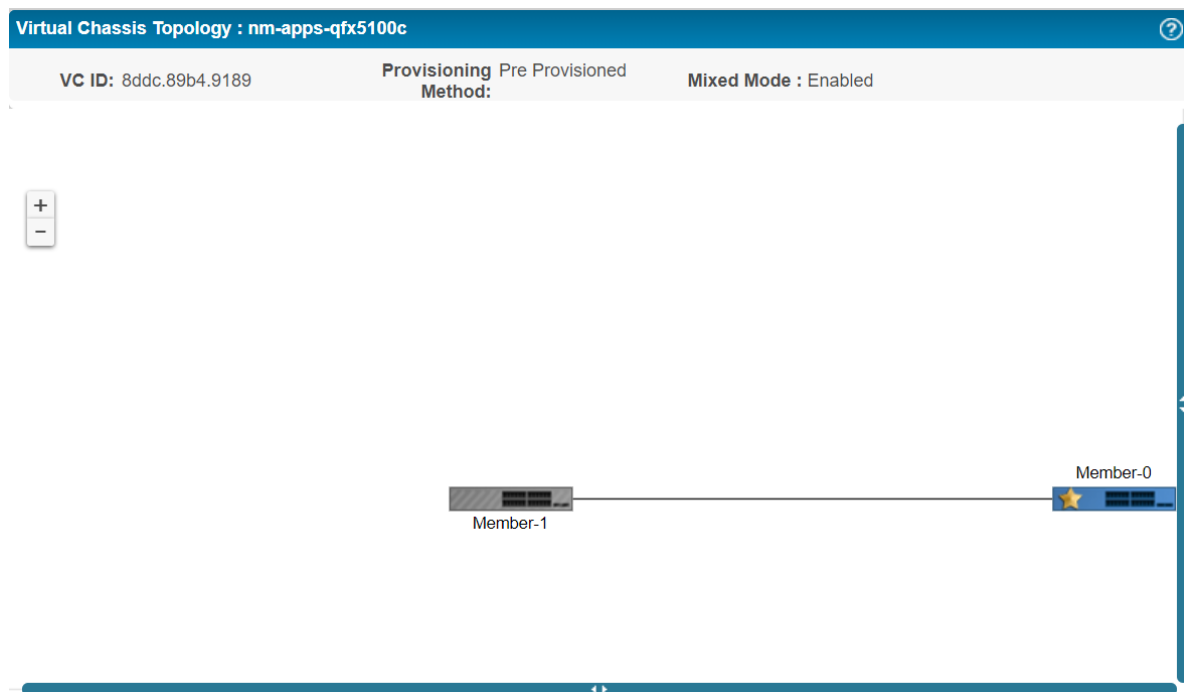 Virtual Chassis Topology : nm-apps-qfx5100c
VC ID: 8ddc.89b4.9189
Provisioning Method: Pre Provisioned
Mixed Mode : Enabled
+
−
Member-0
Member-1